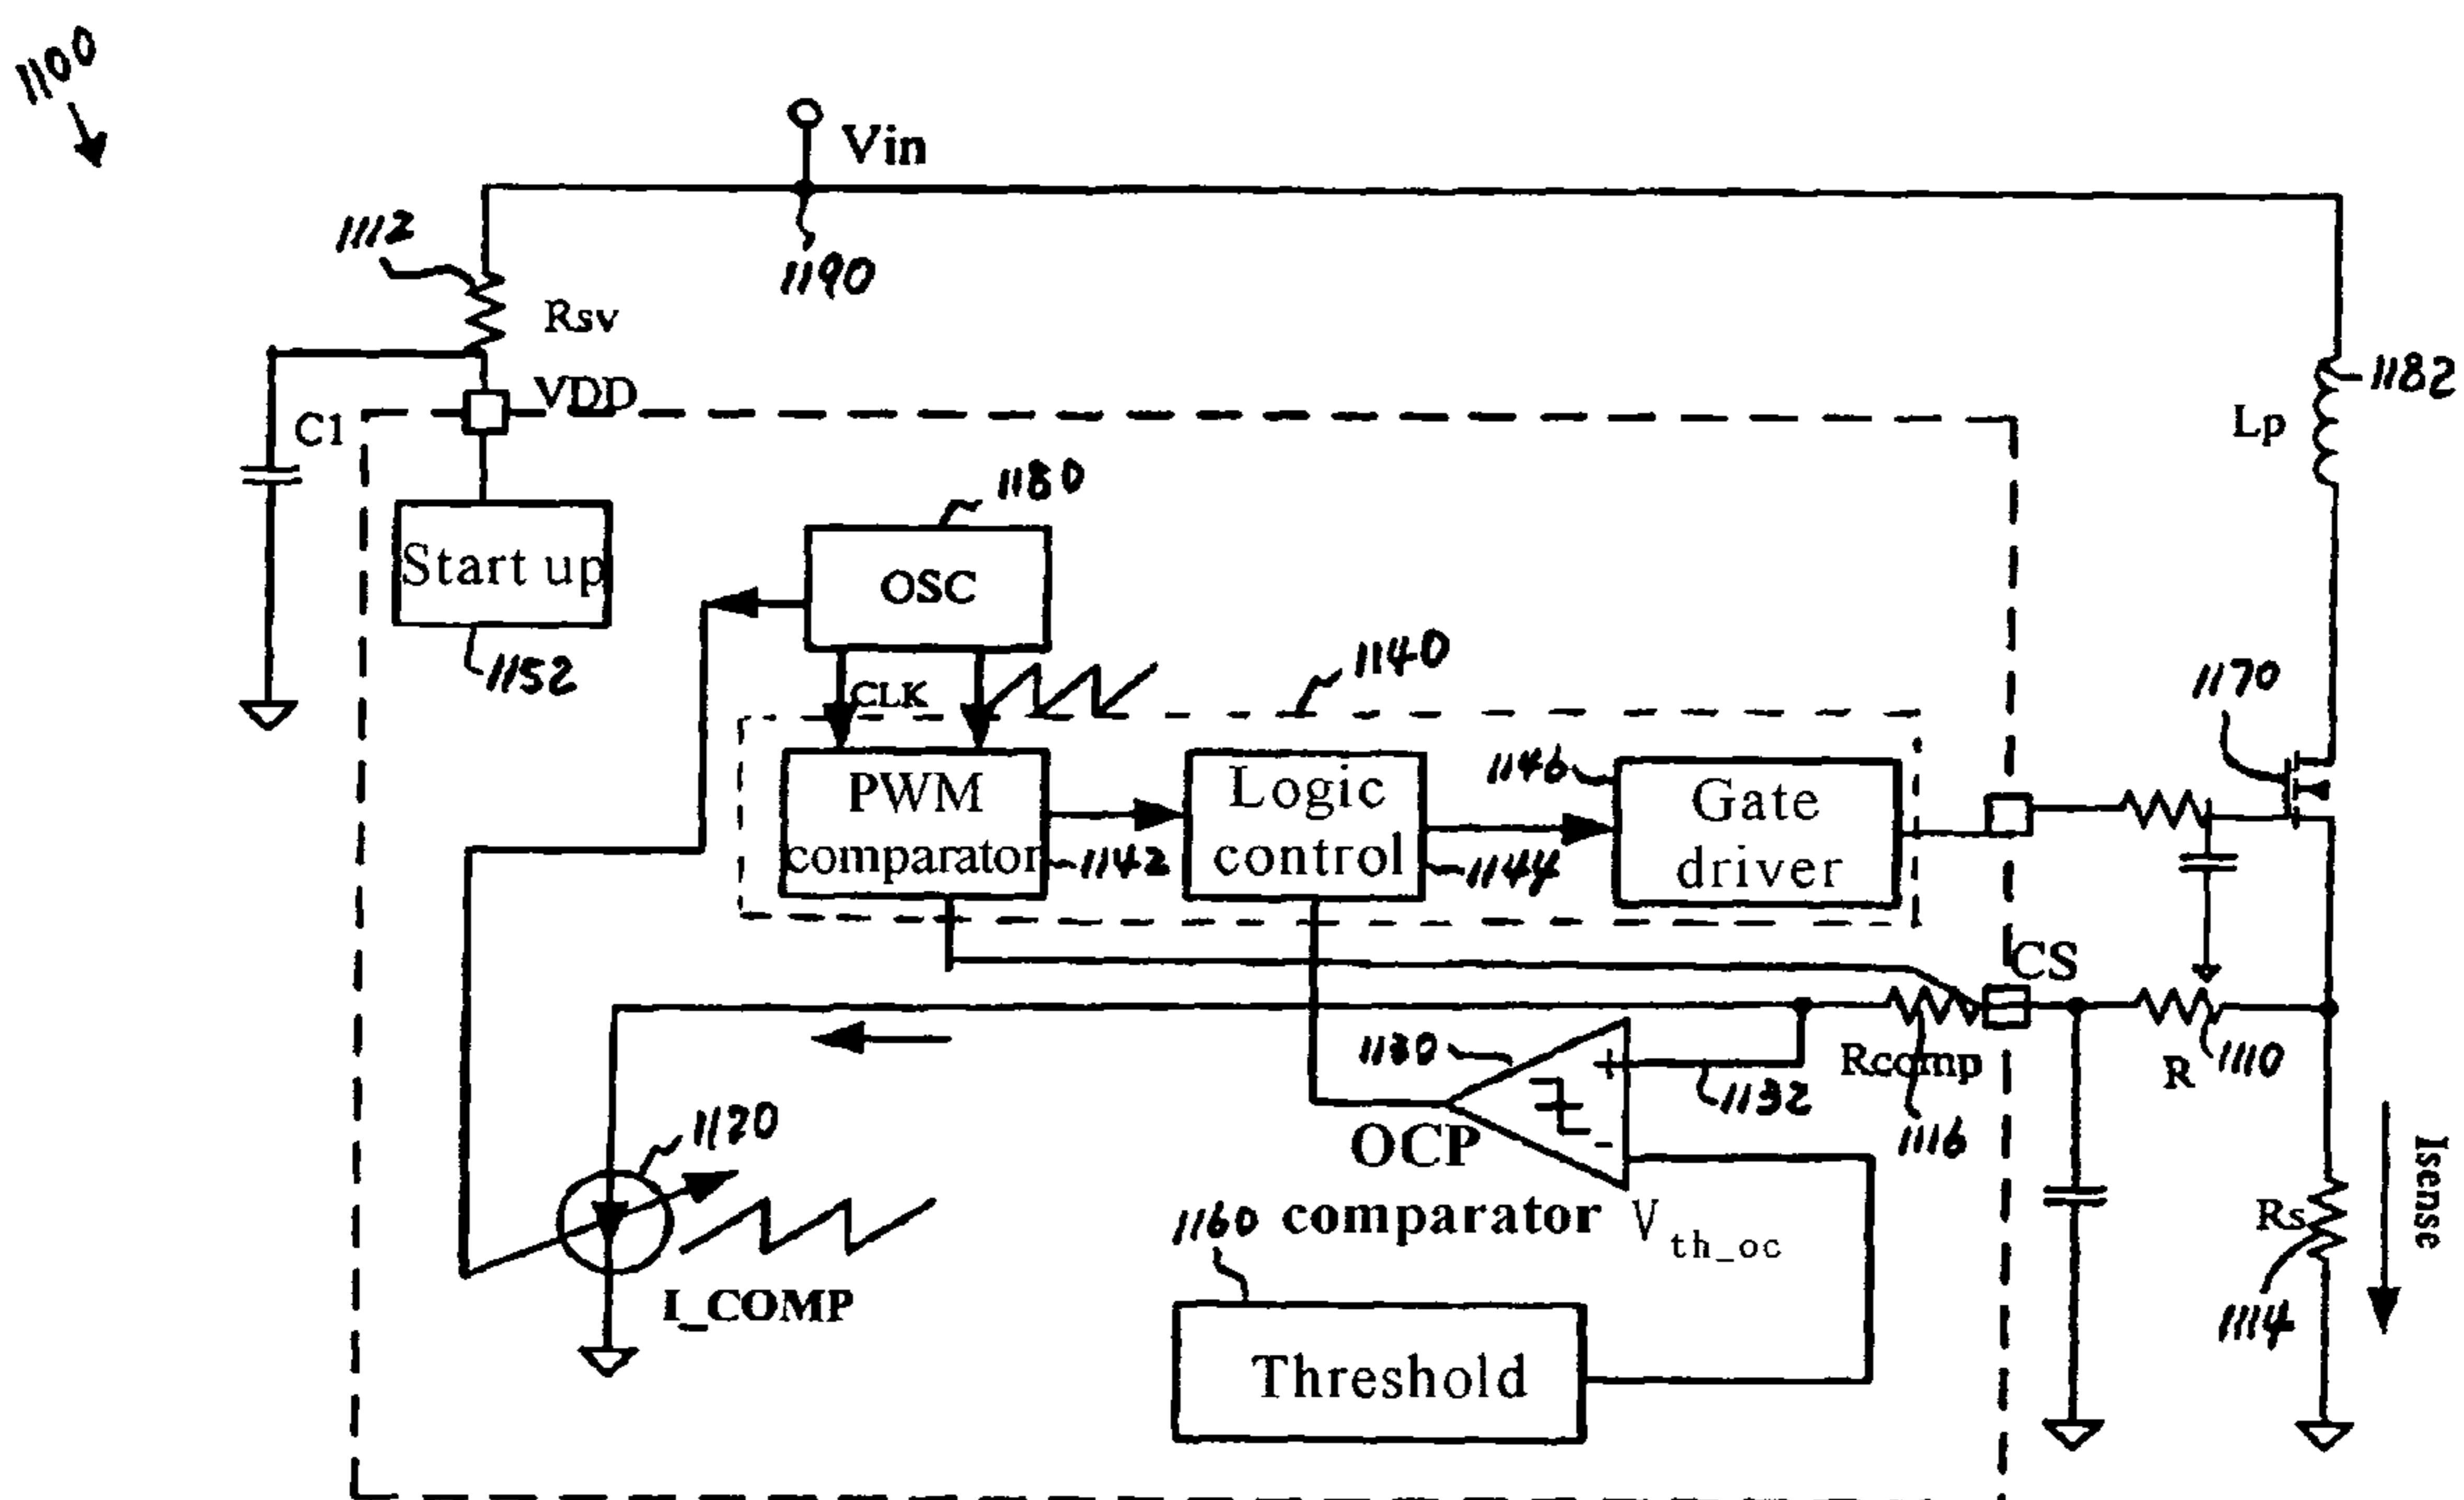 1100
Vin
1190
1112
Rsv
VDD
C1
1182
Lp
1180
Start up
OSC
1152
1140
CLK
1170
PWM
comparator
1142
Logic
control
1144
1146
Gate
driver
CS
1130
1132
Rcomp
1116
R
1110
OCP
comparator
1120
I_COMP
1160
Vth_oc
Threshold
Rs
1114
Isense